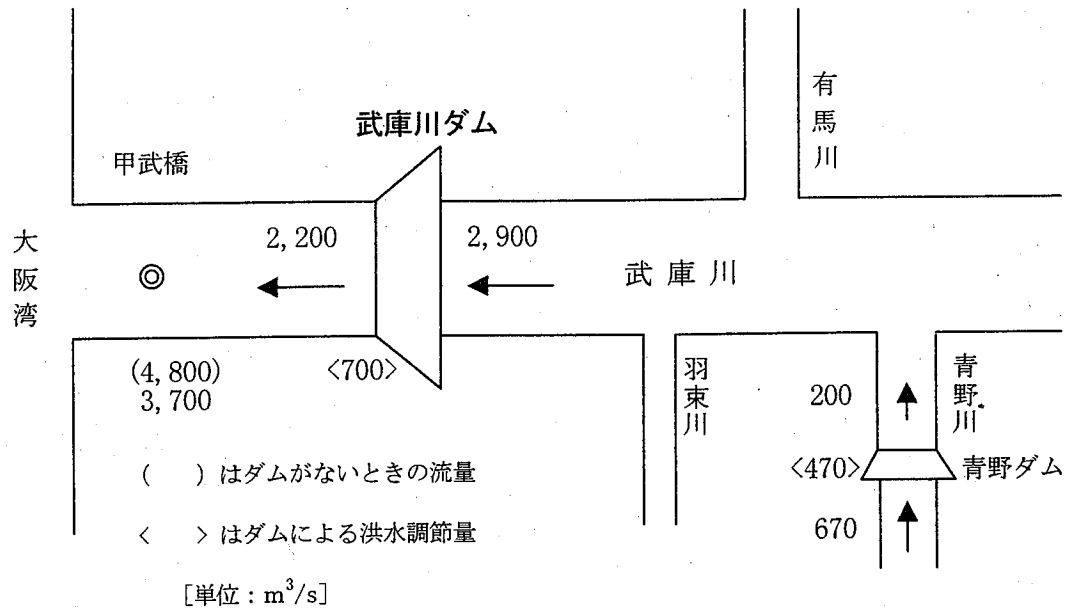 有馬川
武庫川ダム
甲武橋
大阪湾
2,200
2,900
武庫川
◎
(4,800)
3,700
<700>
羽束川
200
青野川
<470>
青野ダム
670
(　　)はダムがないときの流量
<　　>はダムによる洪水調節量
[単位：m³/s]